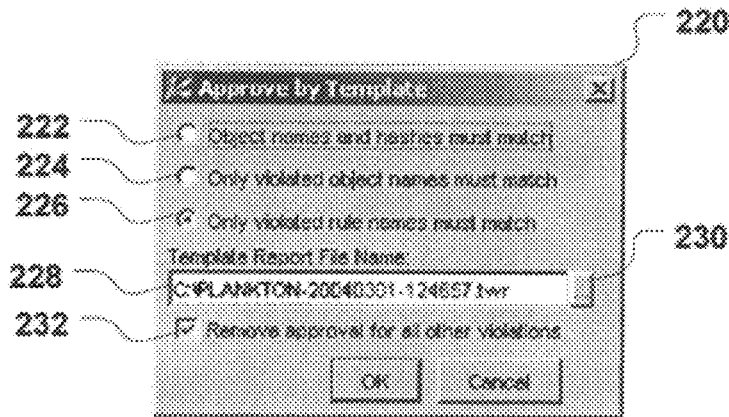 220
Approve by Template
222
Object names and hashes must match
224
Only violated object names must match
226
Only violated rule names must match
230
Template Report File Name:
228
C:\PLANKTON-20040301-124557.twr
232
Remove approval for all other violations
OK
Cancel